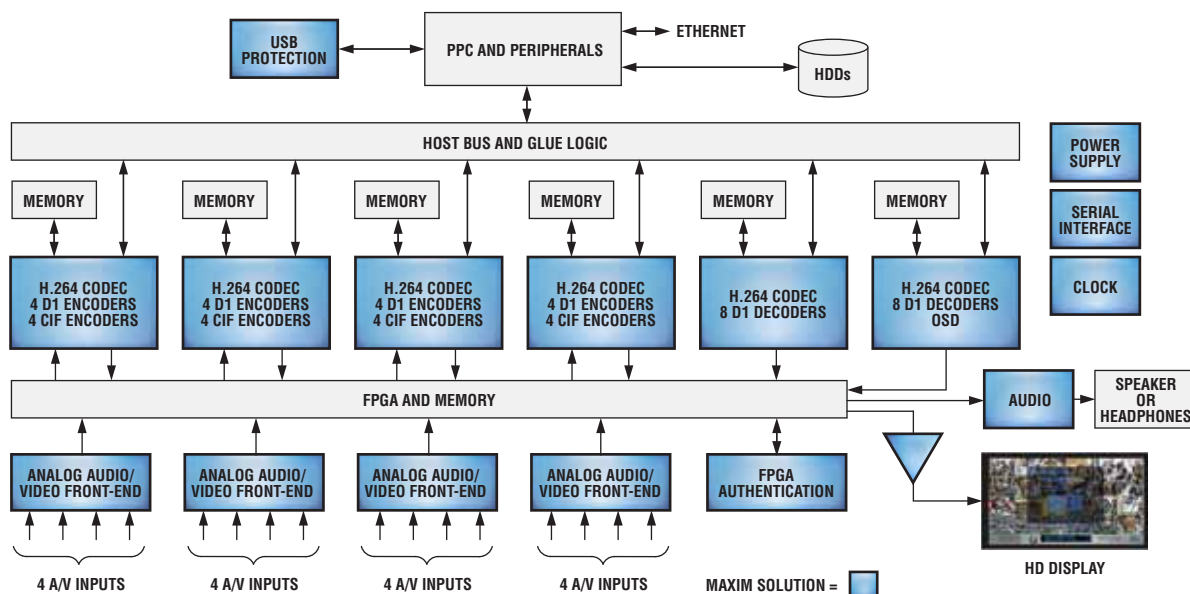 USB
PROTECTION
PPC AND PERIPHERALS
ETHERNET
HDDs
HOST BUS AND GLUE LOGIC
POWER
SUPPLY
SERIAL
INTERFACE
CLOCK
MEMORY
MEMORY
MEMORY
MEMORY
MEMORY
MEMORY
H.264 CODEC
4 D1 ENCODERS
4 CIF ENCODERS
H.264 CODEC
4 D1 ENCODERS
4 CIF ENCODERS
H.264 CODEC
4 D1 ENCODERS
4 CIF ENCODERS
H.264 CODEC
4 D1 ENCODERS
4 CIF ENCODERS
H.264 CODEC
8 D1 DECODERS
H.264 CODEC
8 D1 DECODERS
OSD
FPGA AND MEMORY
AUDIO
SPEAKER
OR
HEADPHONES
ANALOG AUDIO/
VIDEO FRONT-END
ANALOG AUDIO/
VIDEO FRONT-END
ANALOG AUDIO/
VIDEO FRONT-END
ANALOG AUDIO/
VIDEO FRONT-END
FPGA
AUTHENTICATION
4 A/V INPUTS
4 A/V INPUTS
4 A/V INPUTS
4 A/V INPUTS
MAXIM SOLUTION =
HD DISPLAY